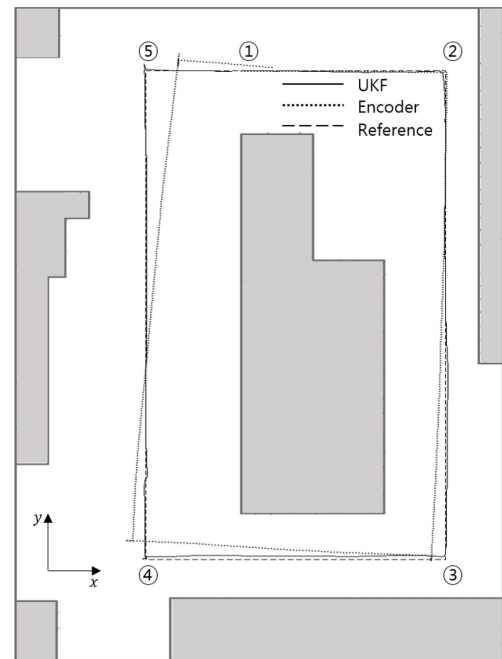 ⑤ ① ②
UKF
Encoder
Reference
y
x
④ ③